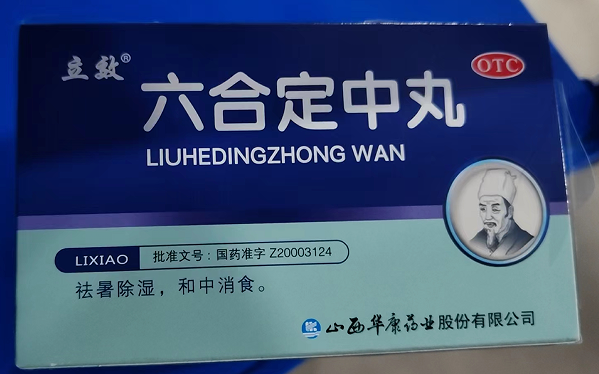 立效®
OTC
六合定中丸
LIUHEDINGZHONG WAN
LIXIAO 批准文号：国药准字 Z20003124
祛暑除湿，和中消食。
山西华康药业股份有限公司